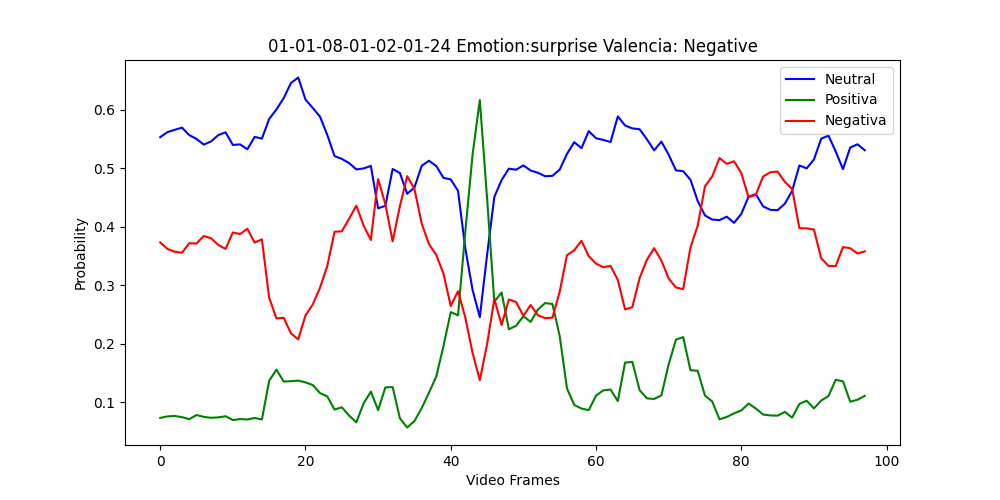 01-01-08-01-02-01-24 Emotion:surprise Valencia: Negative
Neutral
Positiva
Negativa
Probability
0.6
0.5
0.4
0.3
0.2
0.1
0 20 40 60 80 100
Video Frames